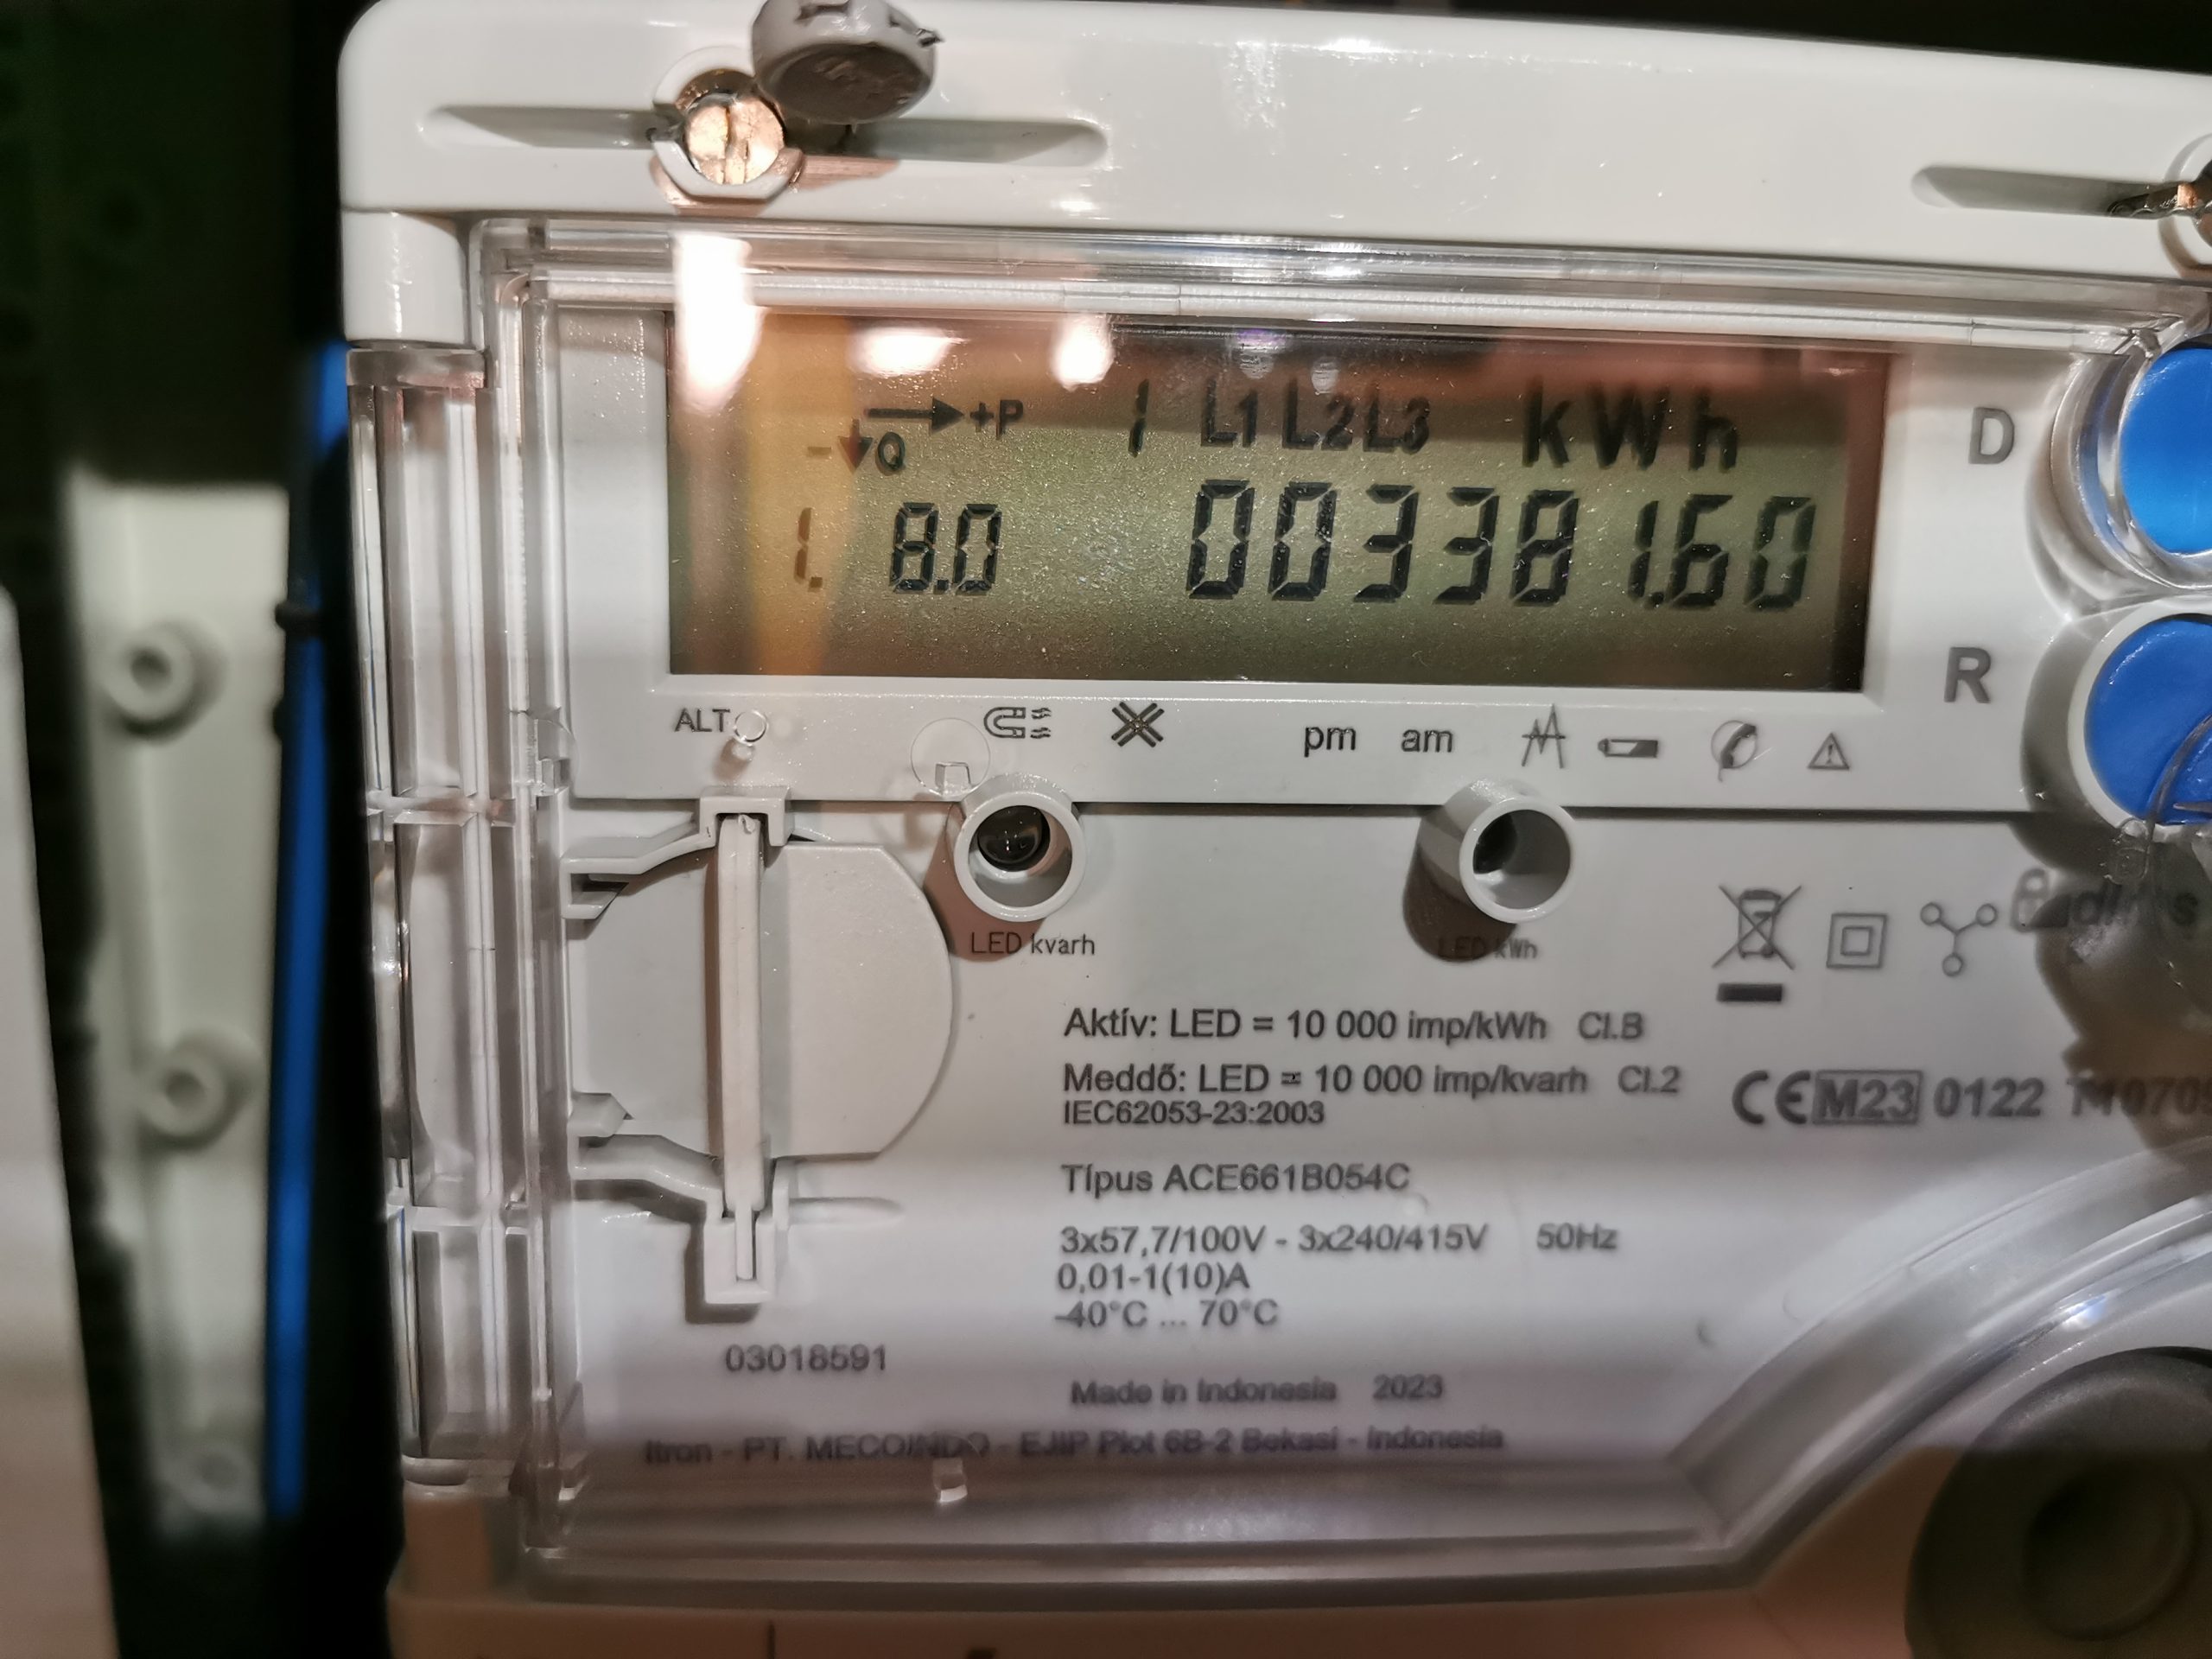 +P 1 L1 L2 L3 kWh
-Q
1.8.0 003381.60
D
R
ALT pm am
LED kvarh LED kWh
Aktív: LED = 10 000 imp/kWh Cl.B
Meddő: LED = 10 000 imp/kvarh Cl.2
IEC62053-23:2003
CE M23 0122
Típus ACE661B054C
3x57,7/100V - 3x240/415V 50Hz
0,01-1(10)A
-40°C ... 70°C
03018591
Made in Indonesia 2023
Itron - PT. MECOINDO - EJIP Plot 6B-2 Bekasi - Indonesia